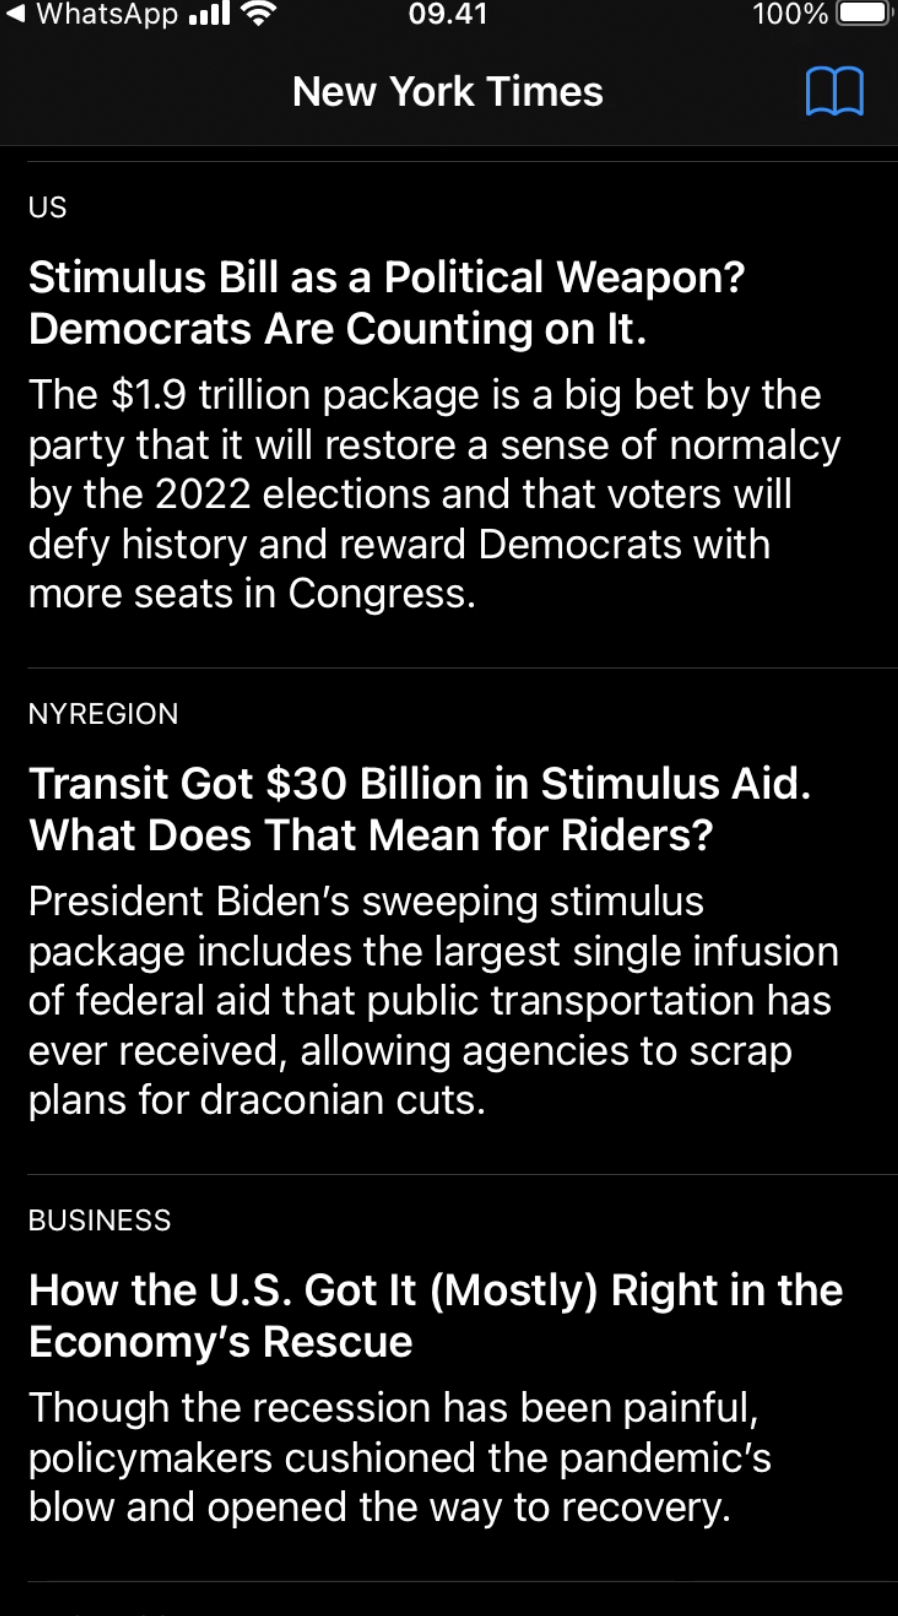 ◀ WhatsApp 09.41 100%
New York Times
US
Stimulus Bill as a Political Weapon?
Democrats Are Counting on It.
The $1.9 trillion package is a big bet by the
party that it will restore a sense of normalcy
by the 2022 elections and that voters will
defy history and reward Democrats with
more seats in Congress.
NYREGION
Transit Got $30 Billion in Stimulus Aid.
What Does That Mean for Riders?
President Biden’s sweeping stimulus
package includes the largest single infusion
of federal aid that public transportation has
ever received, allowing agencies to scrap
plans for draconian cuts.
BUSINESS
How the U.S. Got It (Mostly) Right in the
Economy’s Rescue
Though the recession has been painful,
policymakers cushioned the pandemic’s
blow and opened the way to recovery.